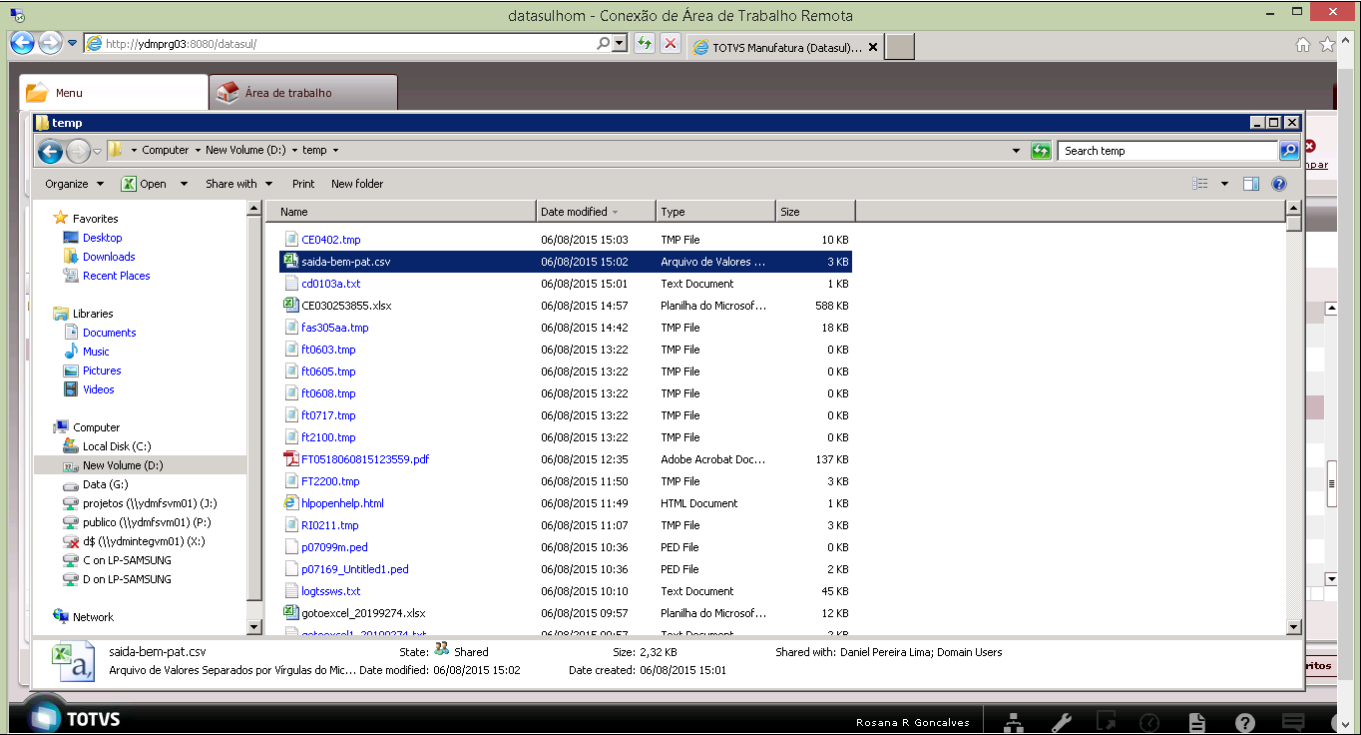 datasulhom - Conexão de Área de Trabalho Remota
http://ydmprg03:8080/datasul/
TOTVS Manufatura (Datasul)...
Menu
Área de trabalho
temp
Computer New Volume (D:) temp
Search temp
Organize Open Share with Print New folder
Name Date modified Type Size
Favorites
Desktop
Downloads
Recent Places
Libraries
Documents
Music
Pictures
Videos
Computer
Local Disk (C:)
New Volume (D:)
Data (G:)
projetos (\\ydmfsvm01) (J:)
publico (\\ydmfsvm01) (P:)
d$ (\\ydmintegvm01) (X:)
C on LP-SAMSUNG
D on LP-SAMSUNG
Network
CE0402.tmp 06/08/2015 15:03 TMP File 10 KB
saida-bem-pat.csv 06/08/2015 15:02 Arquivo de Valores ... 3 KB
cd0103a.txt 06/08/2015 15:01 Text Document 1 KB
CE030253855.xlsx 06/08/2015 14:57 Planilha do Microsof... 588 KB
fas305aa.tmp 06/08/2015 14:42 TMP File 18 KB
ft0603.tmp 06/08/2015 13:22 TMP File 0 KB
ft0605.tmp 06/08/2015 13:22 TMP File 0 KB
ft0608.tmp 06/08/2015 13:22 TMP File 0 KB
ft0717.tmp 06/08/2015 13:22 TMP File 0 KB
ft2100.tmp 06/08/2015 13:22 TMP File 0 KB
FT0518060815123559.pdf 06/08/2015 12:35 Adobe Acrobat Doc... 137 KB
FT2200.tmp 06/08/2015 11:50 TMP File 3 KB
hlpopenhelp.html 06/08/2015 11:49 HTML Document 1 KB
RI0211.tmp 06/08/2015 11:07 TMP File 3 KB
p07099m.ped 06/08/2015 10:36 PED File 0 KB
p07169_Untitled1.ped 06/08/2015 10:36 PED File 2 KB
logtssws.txt 06/08/2015 10:10 Text Document 45 KB
gotoexcel_20199274.xlsx 06/08/2015 09:57 Planilha do Microsof... 12 KB
gotoexcel1_20199274.txt 06/08/2015 09:57 Text Document 2 KB
saida-bem-pat.csv State: Shared Size: 2,32 KB Shared with: Daniel Pereira Lima; Domain Users
Arquivo de Valores Separados por Vírgulas do Mic... Date modified: 06/08/2015 15:02 Date created: 06/08/2015 15:01
npar
ritos
TOTVS
Rosana R Goncalves